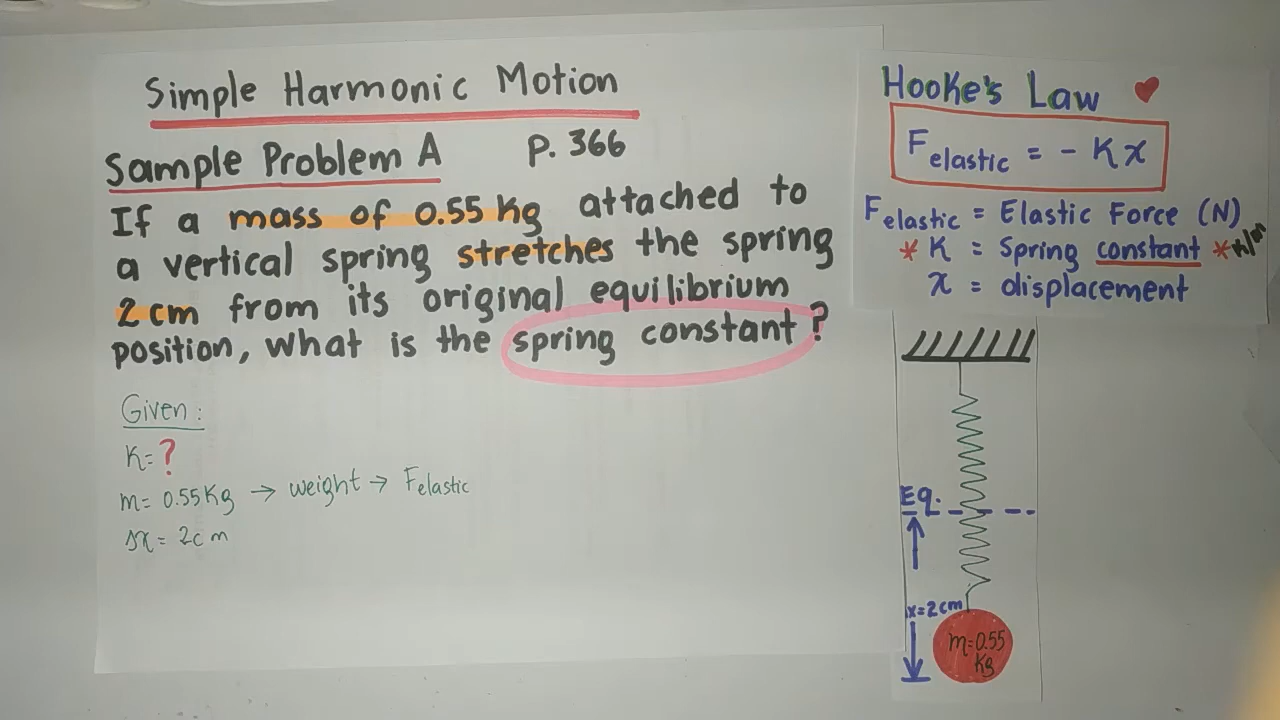 Simple Harmonic Motion
Sample Problem A P. 366
If a mass of 0.55 Kg attached to
a vertical spring stretches the spring
2 cm from its original equilibrium
position, what is the spring constant?
Given:
K=?
m= 0.55Kg → weight → Felastic
Δx= 2cm
Hooke's Law ♥
Felastic = - Kx
Felastic = Elastic Force (N)
* K = Spring constant * N/m
x = displacement
Eq.
x=2cm
m=0.55
Kg